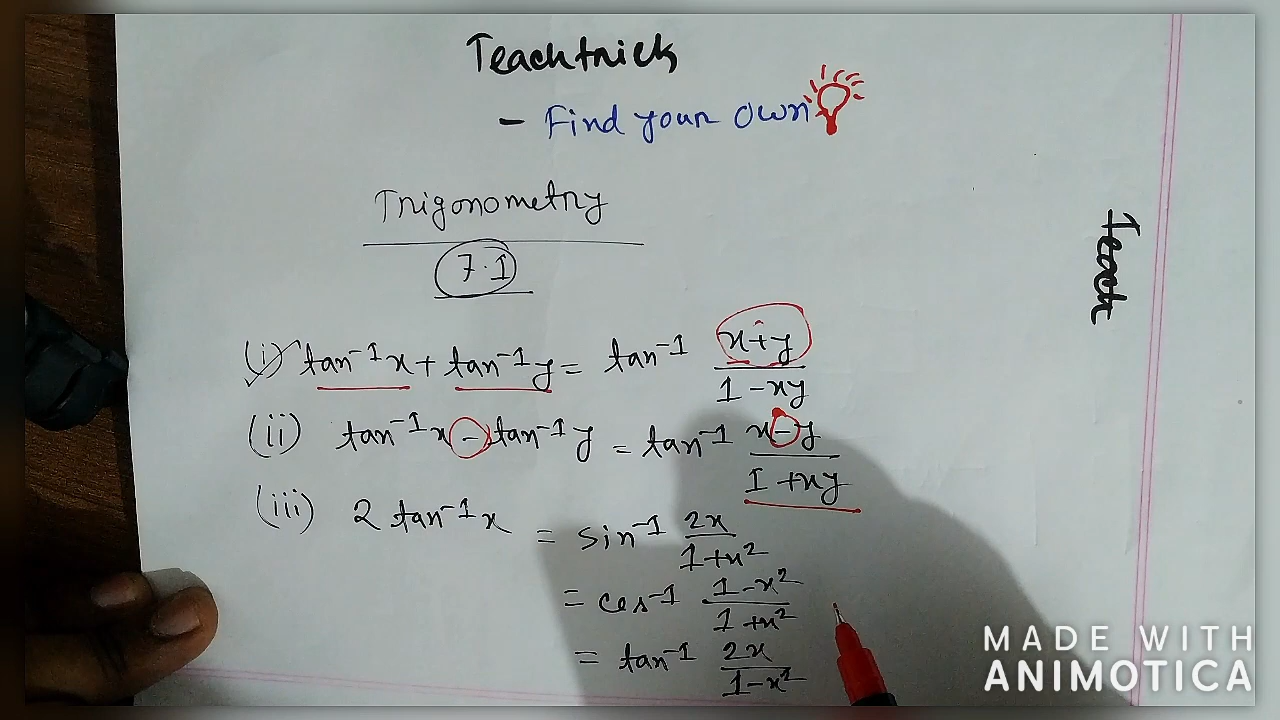 Teachtrick
- Find your own
Trigonometry
7.1
Teach
(i) tan⁻¹x + tan⁻¹y = tan⁻¹ (x+y)/(1-xy)
(ii) tan⁻¹x - tan⁻¹y = tan⁻¹ (x-y)/(1+xy)
(iii) 2 tan⁻¹x = sin⁻¹ 2x/(1+x²)
= cos⁻¹ (1-x²)/(1+x²)
= tan⁻¹ 2x/(1-x²)
MADE WITH
ANIMOTICA